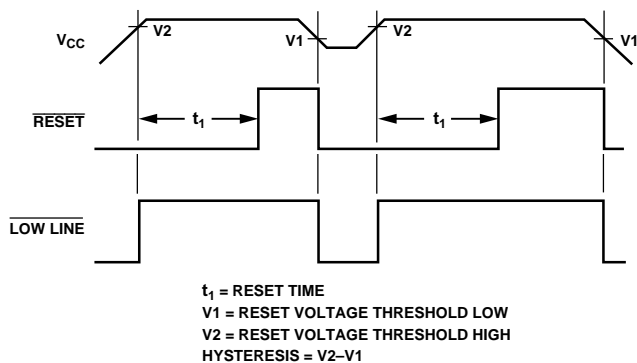 V2 V1 V2 V1
VCC
t1 t1
RESET
LOW LINE
t1 = RESET TIME
V1 = RESET VOLTAGE THRESHOLD LOW
V2 = RESET VOLTAGE THRESHOLD HIGH
HYSTERESIS = V2–V1